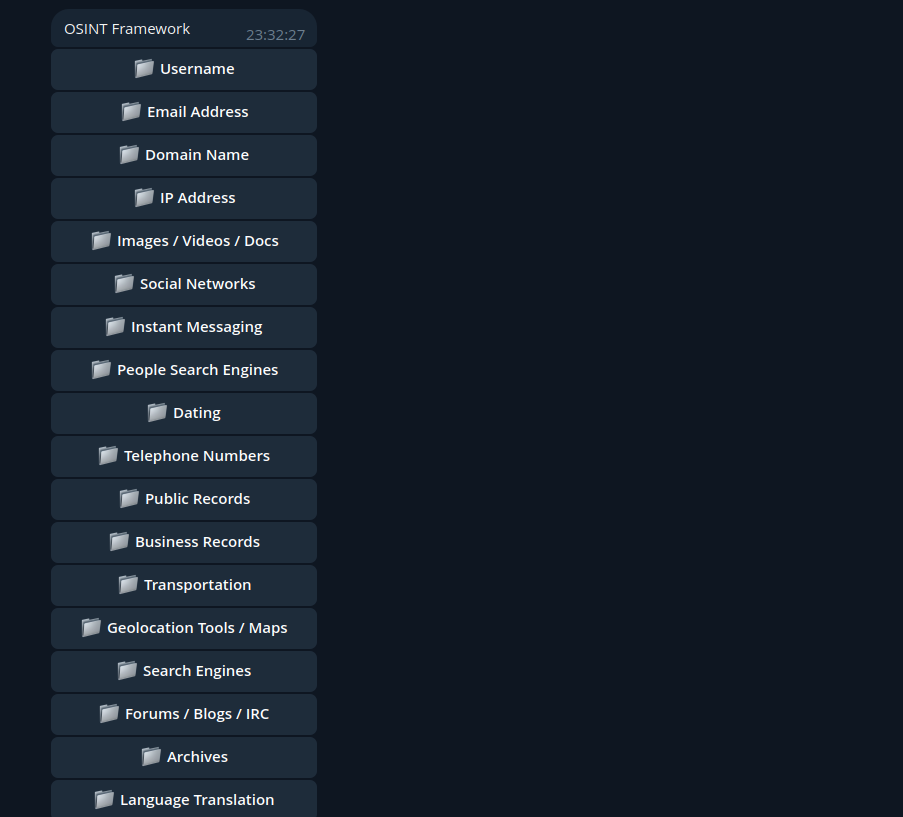 OSINT Framework
23:32:27
Username
Email Address
Domain Name
IP Address
Images / Videos / Docs
Social Networks
Instant Messaging
People Search Engines
Dating
Telephone Numbers
Public Records
Business Records
Transportation
Geolocation Tools / Maps
Search Engines
Forums / Blogs / IRC
Archives
Language Translation